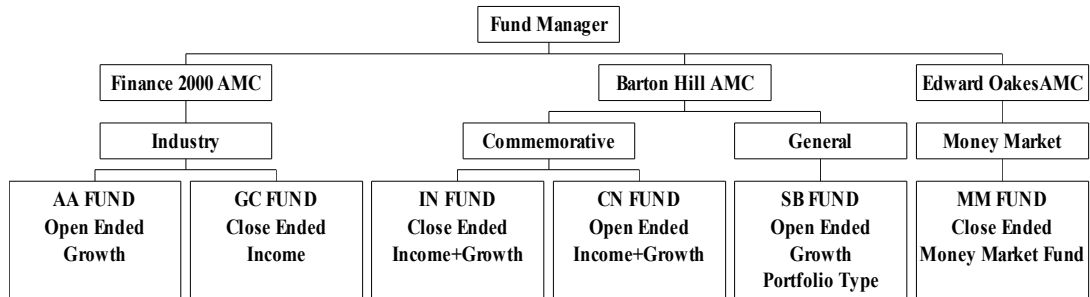 Fund Manager
Finance 2000 AMC
Barton Hill AMC
Edward Oakes AMC
Industry
Commemorative
General
Money Market
AA FUND
Open Ended
Growth
GC FUND
Close Ended
Income
IN FUND
Close Ended
Income+Growth
CN FUND
Open Ended
Income+Growth
SB FUND
Open Ended
Growth
Portfolio Type
MM FUND
Close Ended
Money Market Fund